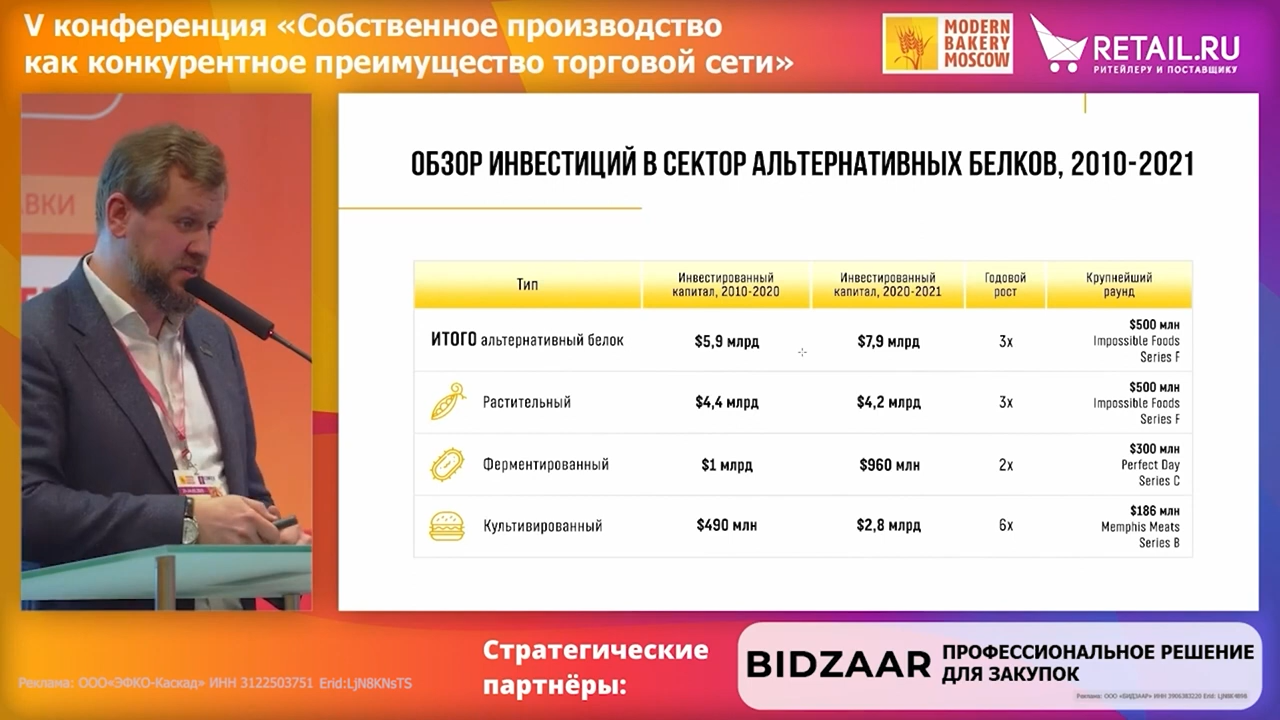 V конференция «Собственное производство
как конкурентное преимущество торговой сети»
MODERN
BAKERY
MOSCOW
RETAIL.RU
РИТЕЙЛЕРУ И ПОСТАВЩИКУ
АВКИ
ОБЗОР ИНВЕСТИЦИЙ В СЕКТОР АЛЬТЕРНАТИВНЫХ БЕЛКОВ, 2010-2021
Тип
Инвестированный
капитал, 2010-2020
Инвестированный
капитал, 2020-2021
Годовой
рост
Крупнейший
раунд
ИТОГО альтернативный белок
$5,9 млрд
$7,9 млрд
3x
$500 млн
Impossible Foods
Series F
Растительный
$4,4 млрд
$4,2 млрд
3x
$500 млн
Impossible Foods
Series F
Ферментированный
$1 млрд
$960 млн
2x
$300 млн
Perfect Day
Series C
Культивированный
$490 млн
$2,8 млрд
6x
$186 млн
Memphis Meats
Series B
Стратегические
партнёры:
BIDZAAR
ПРОФЕССИОНАЛЬНОЕ РЕШЕНИЕ
ДЛЯ ЗАКУПОК
Реклама: ООО«ЭФКО-Каскад» ИНН 3122503751 Erid:LjN8KNsTS